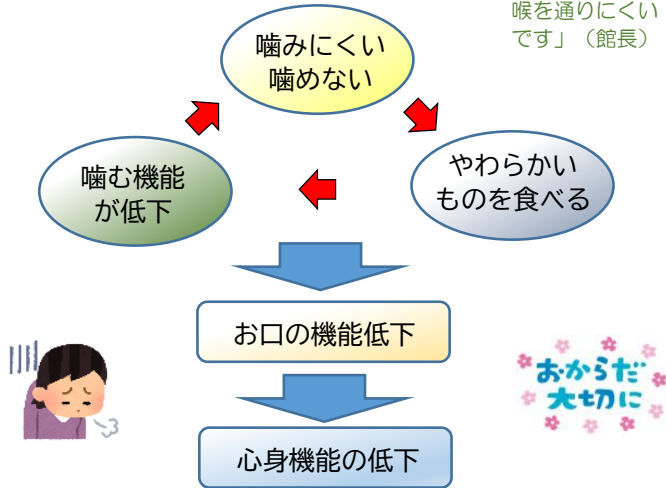 喉を通りにくい
です」（館長）
噛みにくい
噛めない
噛む機能
が低下
やわらかい
ものを食べる
お口の機能低下
おからだ
大切に
心身機能の低下